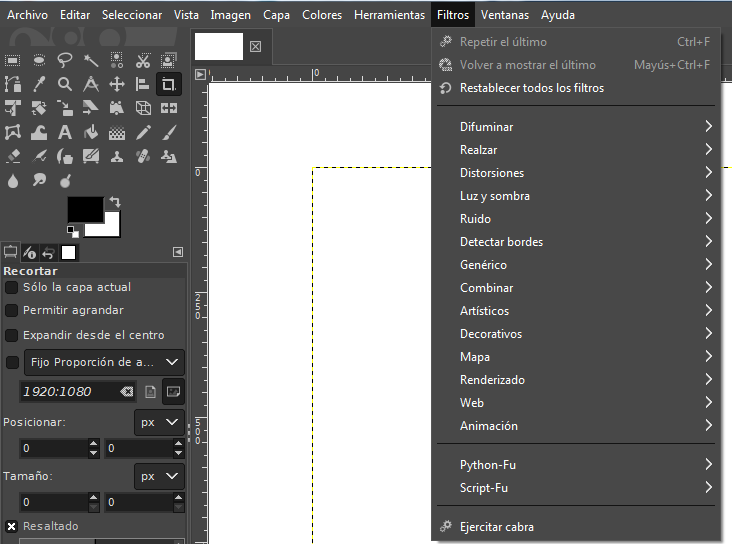 Archivo Editar Seleccionar Vista Imagen Capa Colores Herramientas Filtros Ventanas Ayuda
Repetir el último Ctrl+F
Volver a mostrar el último Mayús+Ctrl+F
Restablecer todos los filtros
Difuminar
Realzar
Distorsiones
Luz y sombra
Ruido
Detectar bordes
Genérico
Combinar
Artísticos
Decorativos
Mapa
Renderizado
Web
Animación
Python-Fu
Script-Fu
Ejercitar cabra
0
0
250
500
Recortar
Sólo la capa actual
Permitir agrandar
Expandir desde el centro
Fijo Proporción de a...
1920:1080
Posicionar: px
0 0
Tamaño: px
0 0
Resaltado